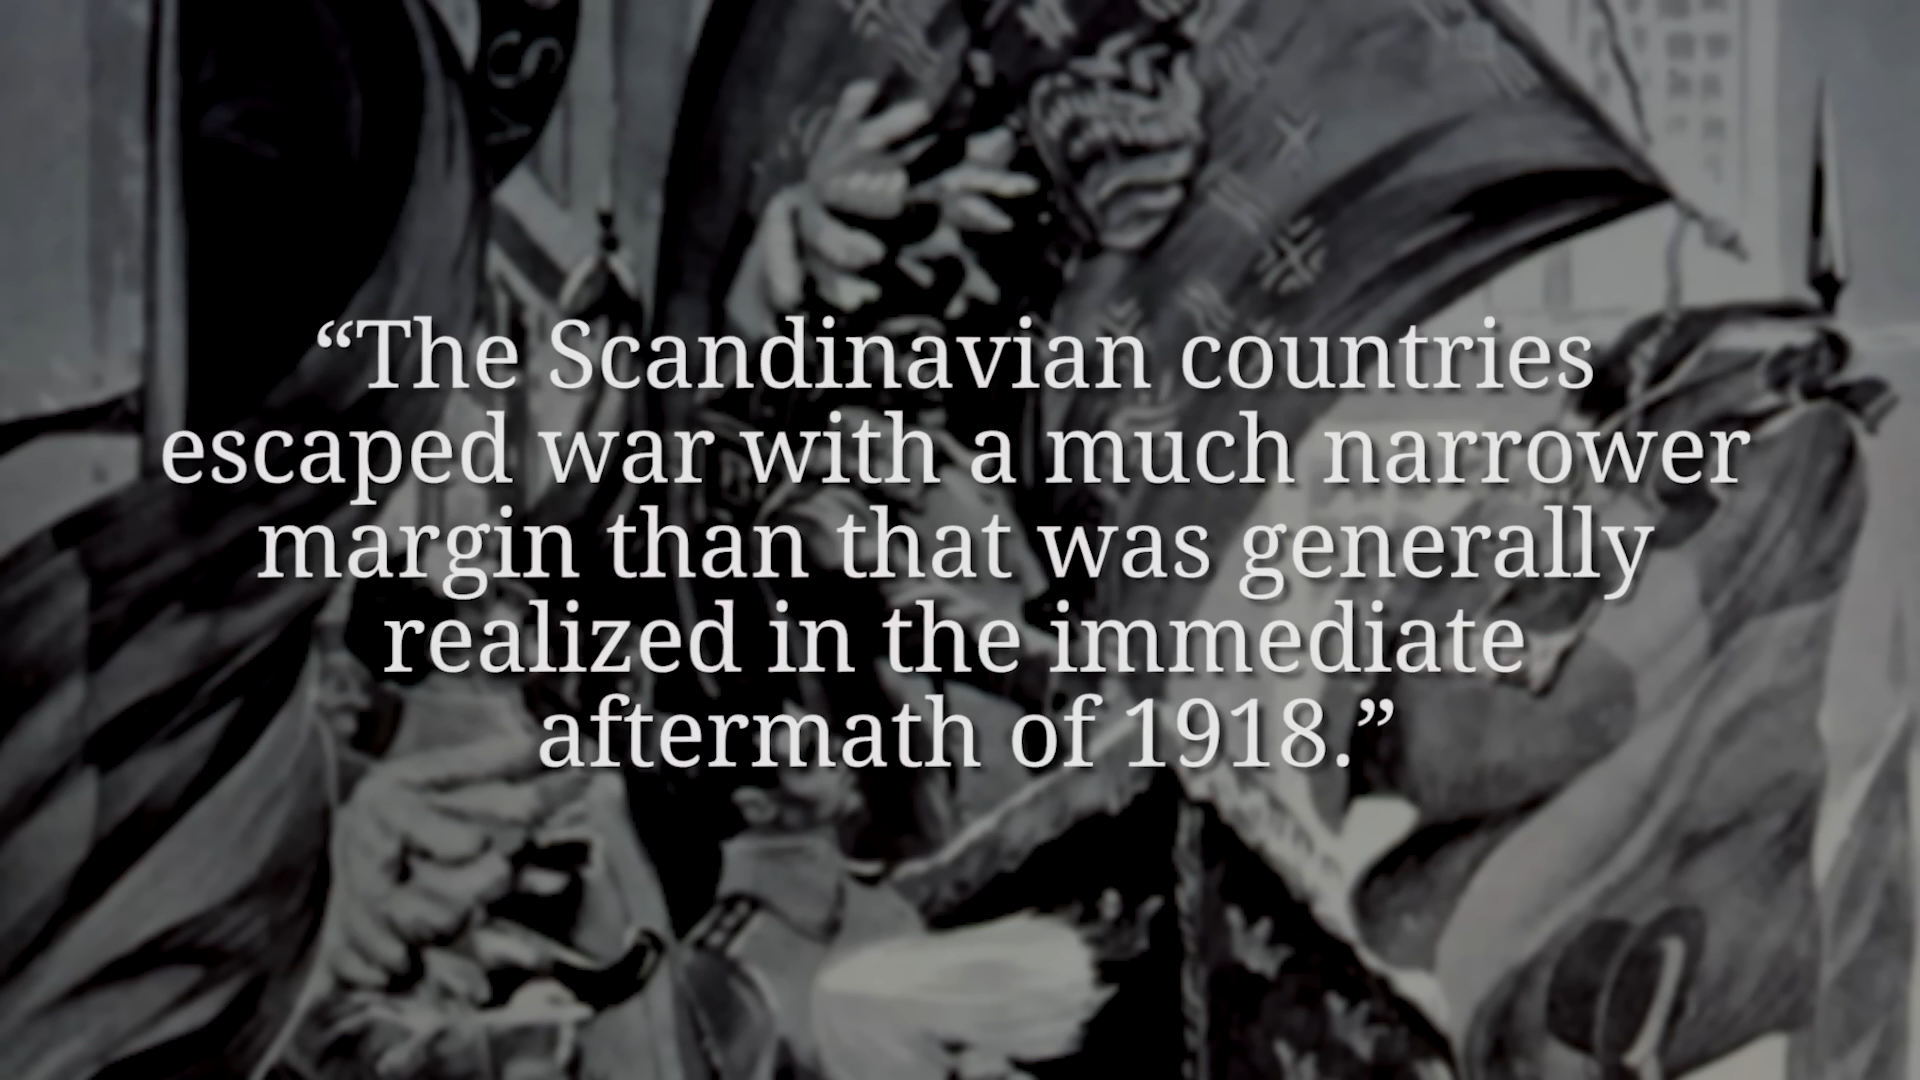 “The Scandinavian countries
escaped war with a much narrower
margin than that was generally
realized in the immediate
aftermath of 1918.”